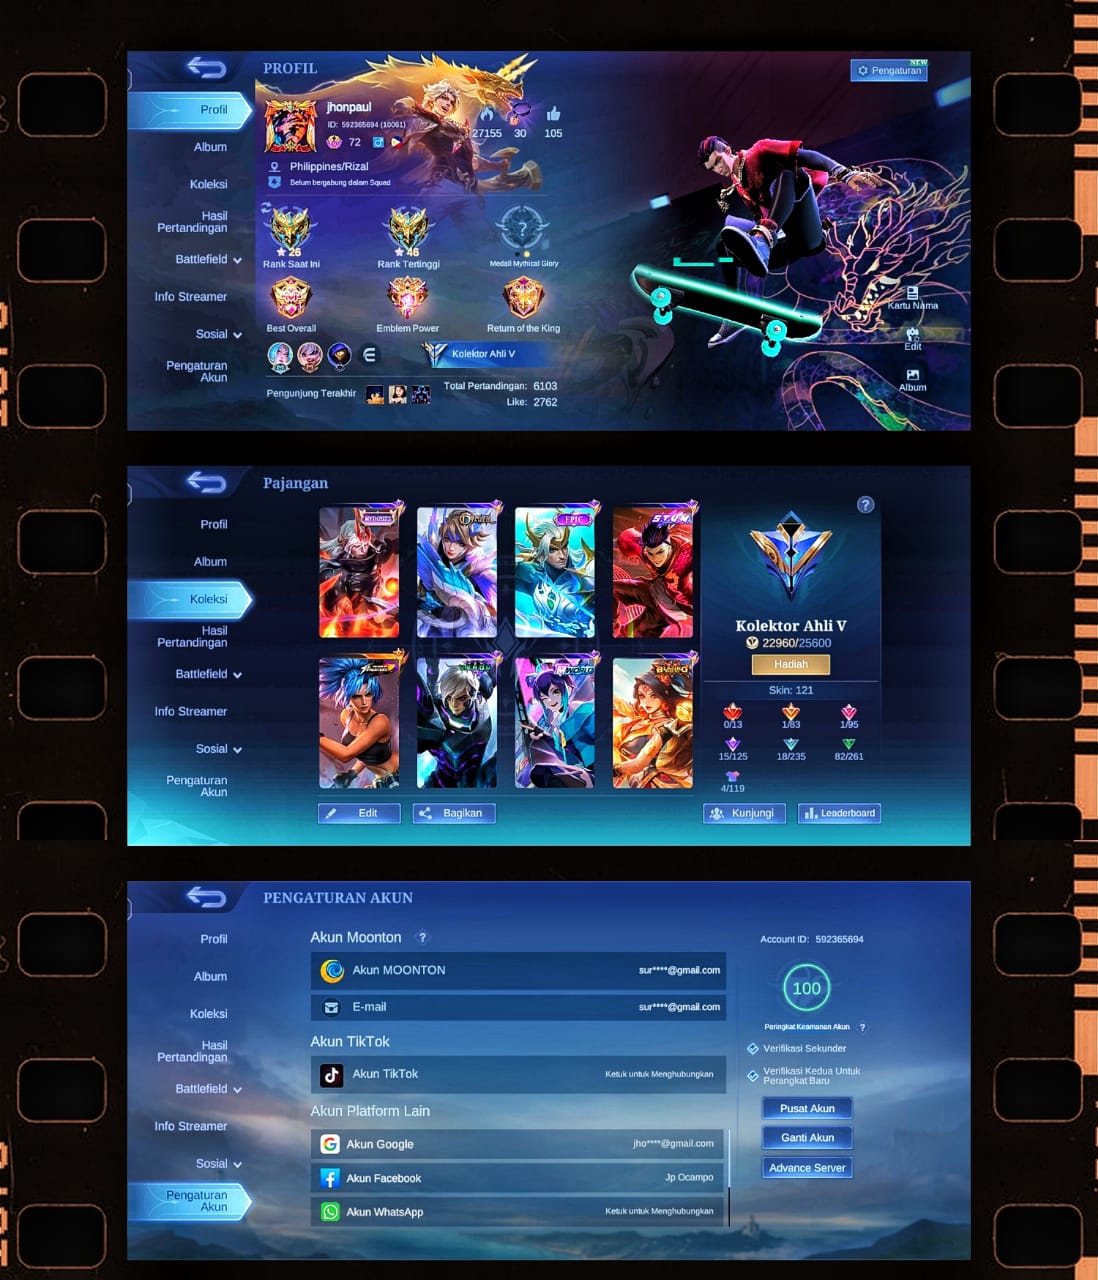 PROFIL
NEW
Pengaturan
Profil
Album
Koleksi
Hasil
Pertandingan
Battlefield
Info Streamer
Sosial
Pengaturan
Akun
jhonpaul
ID: 592365694 (10061)
72
27155
30
105
Philippines/Rizal
Belum bergabung dalam Squad
26
Rank Saat Ini
46
Rank Tertinggi
?
Medali Mythical Glory
Best Overall
Emblem Power
Return of the King
Kolektor Ahli V
Pengunjung Terakhir
Total Pertandingan: 6103
Like: 2762
Kartu Nama
Edit
Album
Pajangan
Profil
Album
Koleksi
Hasil
Pertandingan
Battlefield
Info Streamer
Sosial
Pengaturan
Akun
EPIC
S.T.U.N.
?
Kolektor Ahli V
22960/25600
Hadiah
Skin: 121
0/13
1/83
1/95
15/125
18/235
82/261
4/119
Edit
Bagikan
Kunjungi
Leaderboard
PENGATURAN AKUN
Profil
Album
Koleksi
Hasil
Pertandingan
Battlefield
Info Streamer
Sosial
Pengaturan
Akun
Akun Moonton ?
Akun MOONTON
sur****@gmail.com
E-mail
sur****@gmail.com
Akun TikTok
Akun TikTok
Ketuk untuk Menghubungkan
Akun Platform Lain
Akun Google
jho****@gmail.com
Akun Facebook
Jp Ocampo
Akun WhatsApp
Ketuk untuk Menghubungkan
Account ID: 592365694
100
Peringkat Keamanan Akun ?
Verifikasi Sekunder
Verifikasi Kedua Untuk
Perangkat Baru
Pusat Akun
Ganti Akun
Advance Server